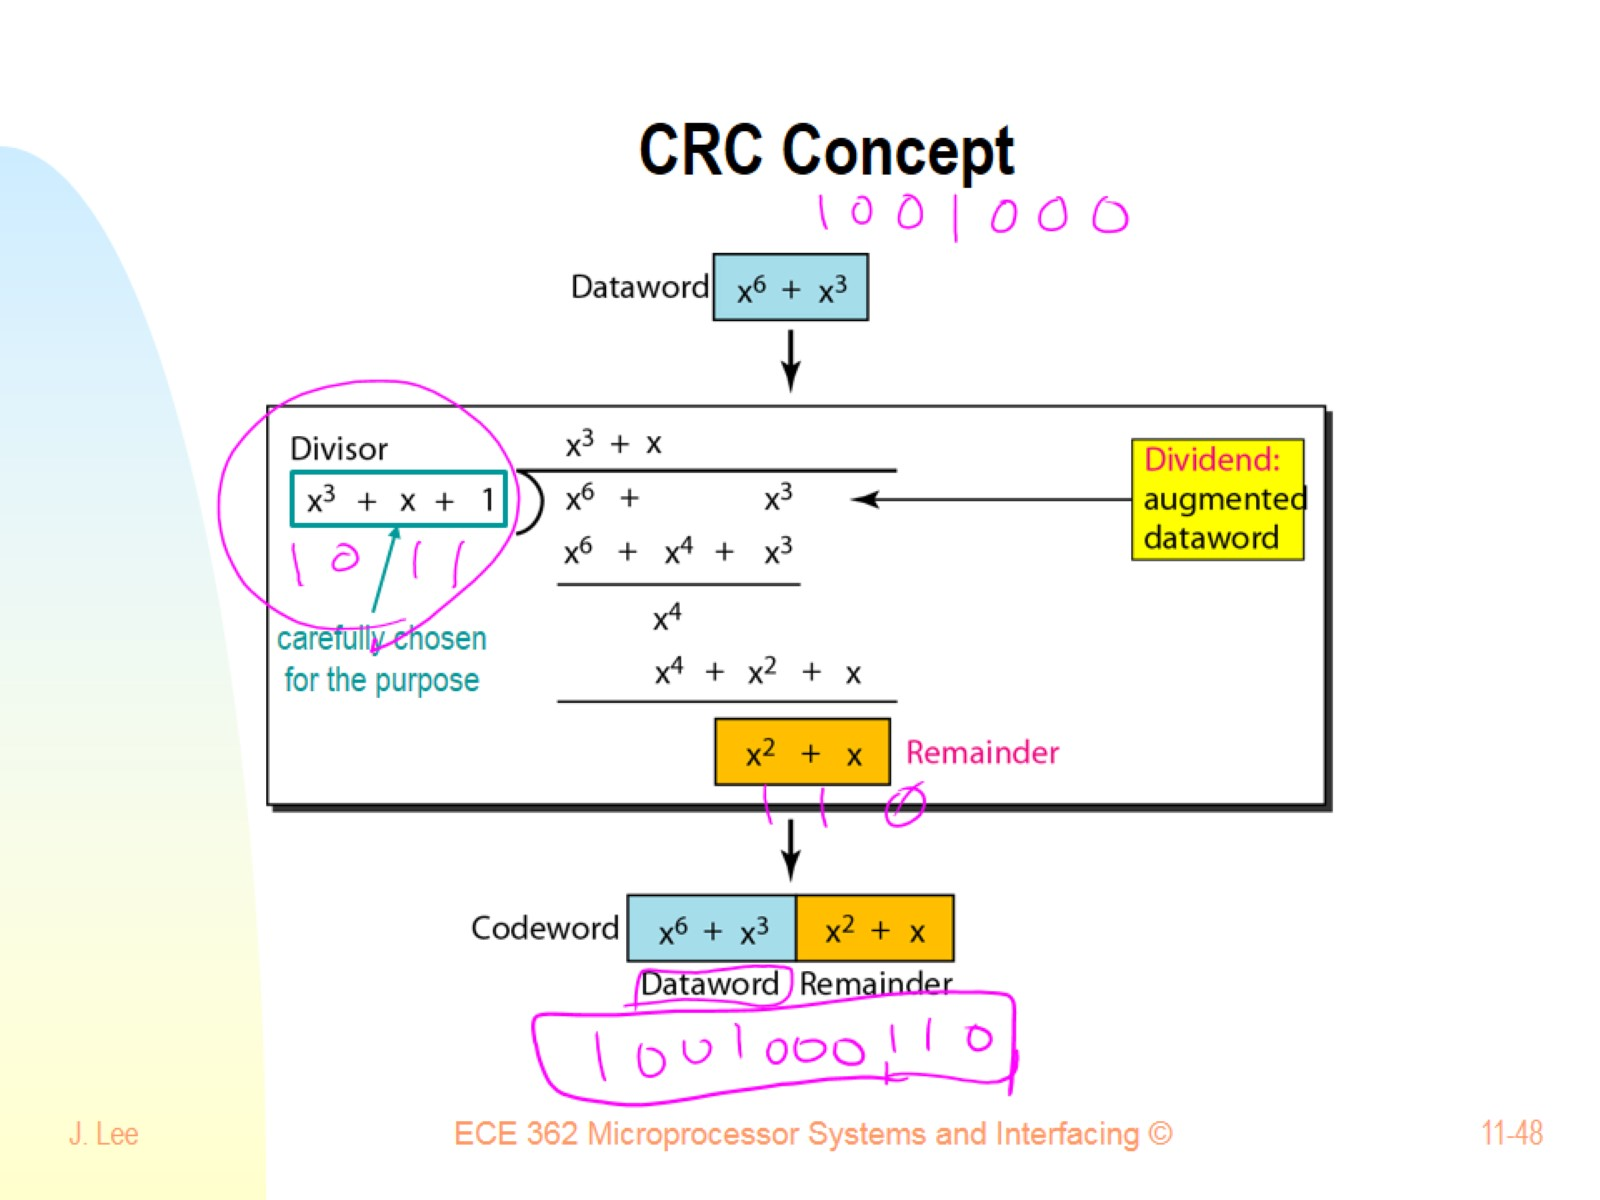 CRC Concept
1001000
Dataword x⁶ + x³
Divisor
x³ + x + 1
1011
carefully chosen
for the purpose
x³ + x
x⁶ + x³
x⁶ + x⁴ + x³
x⁴
x⁴ + x² + x
x² + x Remainder
110
Dividend:
augmented
dataword
Codeword x⁶ + x³ x² + x
Dataword Remainder
1001000110
J. Lee ECE 362 Microprocessor Systems and Interfacing © 11-48